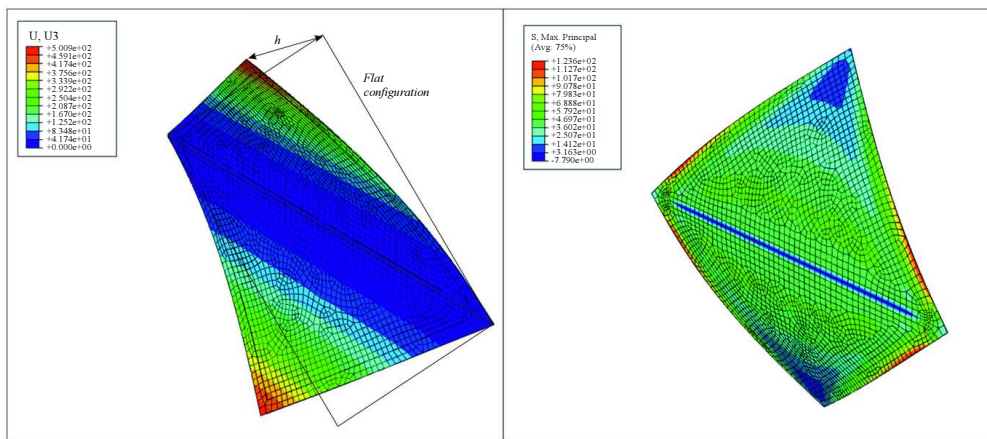 U, U3
+5.009e+02
+4.591e+02
+4.174e+02
+3.756e+02
+3.339e+02
+2.922e+02
+2.504e+02
+2.087e+02
+1.670e+02
+1.252e+02
+8.348e+01
+4.174e+01
+0.000e+00
h
Flat
configuration
S, Max. Principal
(Avg: 75%)
+1.236e+02
+1.127e+02
+1.017e+02
+9.078e+01
+7.983e+01
+6.888e+01
+5.792e+01
+4.697e+01
+3.602e+01
+2.507e+01
+1.412e+01
+3.163e+00
-7.790e+00